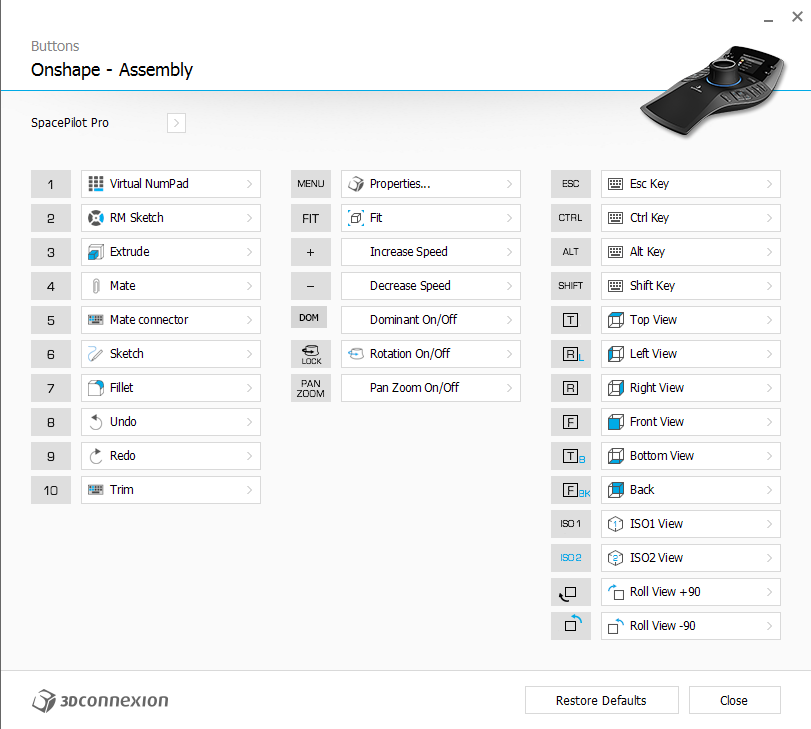 Buttons
Onshape - Assembly
SpacePilot Pro
1 Virtual NumPad
2 RM Sketch
3 Extrude
4 Mate
5 Mate connector
6 Sketch
7 Fillet
8 Undo
9 Redo
10 Trim
MENU Properties...
FIT Fit
+ Increase Speed
- Decrease Speed
DOM Dominant On/Off
LOCK Rotation On/Off
PAN ZOOM Pan Zoom On/Off
ESC Esc Key
CTRL Ctrl Key
ALT Alt Key
SHIFT Shift Key
T Top View
R L Left View
R Right View
F Front View
T B Bottom View
F BK Back
ISO 1 ISO1 View
ISO 2 ISO2 View
Roll View +90
Roll View -90
3Dconnexion
Restore Defaults
Close